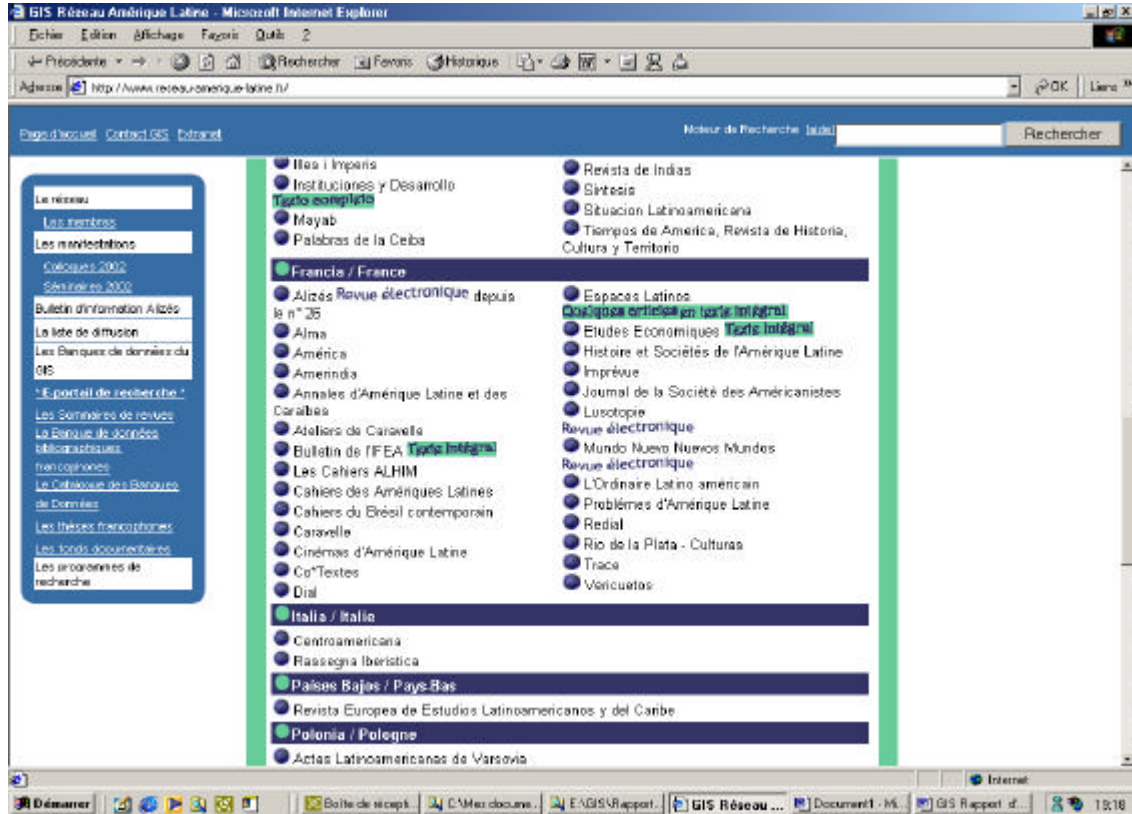 GIS Réseau Amérique Latine - Microsoft Internet Explorer
Fichier Edition Affichage Favoris Outils ?
Précédente Rechercher Favoris Historique
Adresse http://www.reseau-amerique-latine.fr/ OK Liens »
Page d'accueil Contact GIS Extranet Moteur de Recherche [aide] Rechercher
Le réseau
Les membres
Les manifestations
Colloques 2002
Séminaires 2002
Bulletin d'information Alizés
La liste de diffusion
Les Banques de données du
GIS
* E-portail de recherche *
Les Sommaires de revues
La Banque de données
bibliographiques
francophones
Le Catalogue des Banques
de Données
Les thèses francophones
Les fonds documentaires
Les programmes de
recherche
Illes i Imperis
Instituciones y Desarrollo
Texto completo
Mayab
Palabras de la Ceiba
Revista de Indias
Sintesis
Situacion Latinoamericana
Tiempos de America, Revista de Historia,
Cultura y Territorio
Francia / France
Alizés Revue électronique depuis
le n° 26
Alma
América
Amerindia
Annales d'Amérique Latine et des
Caraïbes
Ateliers de Caravelle
Bulletin de l'IFEA Texte intégral
Les Cahiers ALHIM
Cahiers des Amériques Latines
Cahiers du Brésil contemporain
Caravelle
Cinémas d'Amérique Latine
Co*Textes
Dial
Espaces Latinos
Quelques articles en texte intégral
Etudes Economiques Texte intégral
Histoire et Sociétés de l'Amérique Latine
Imprévue
Journal de la Société des Américanistes
Lusotopie
Revue électronique
Mundo Nuevo Nuevos Mundos
Revue électronique
L'Ordinaire Latino américain
Problèmes d'Amérique Latine
Redial
Rio de la Plata - Culturas
Trace
Vericuetos
Italia / Italie
Centroamericana
Rassegna Iberistica
Países Bajos / Pays-Bas
Revista Europea de Estudios Latinoamericanos y del Caribe
Polonia / Pologne
Actas Latinoamericanas de Varsovia
Internet
Démarrer Boîte de récept... C:\Mes docume... E:\GIS\Rapport... GIS Réseau ... Document1 - Mi... GIS Rapport d'... 18:18